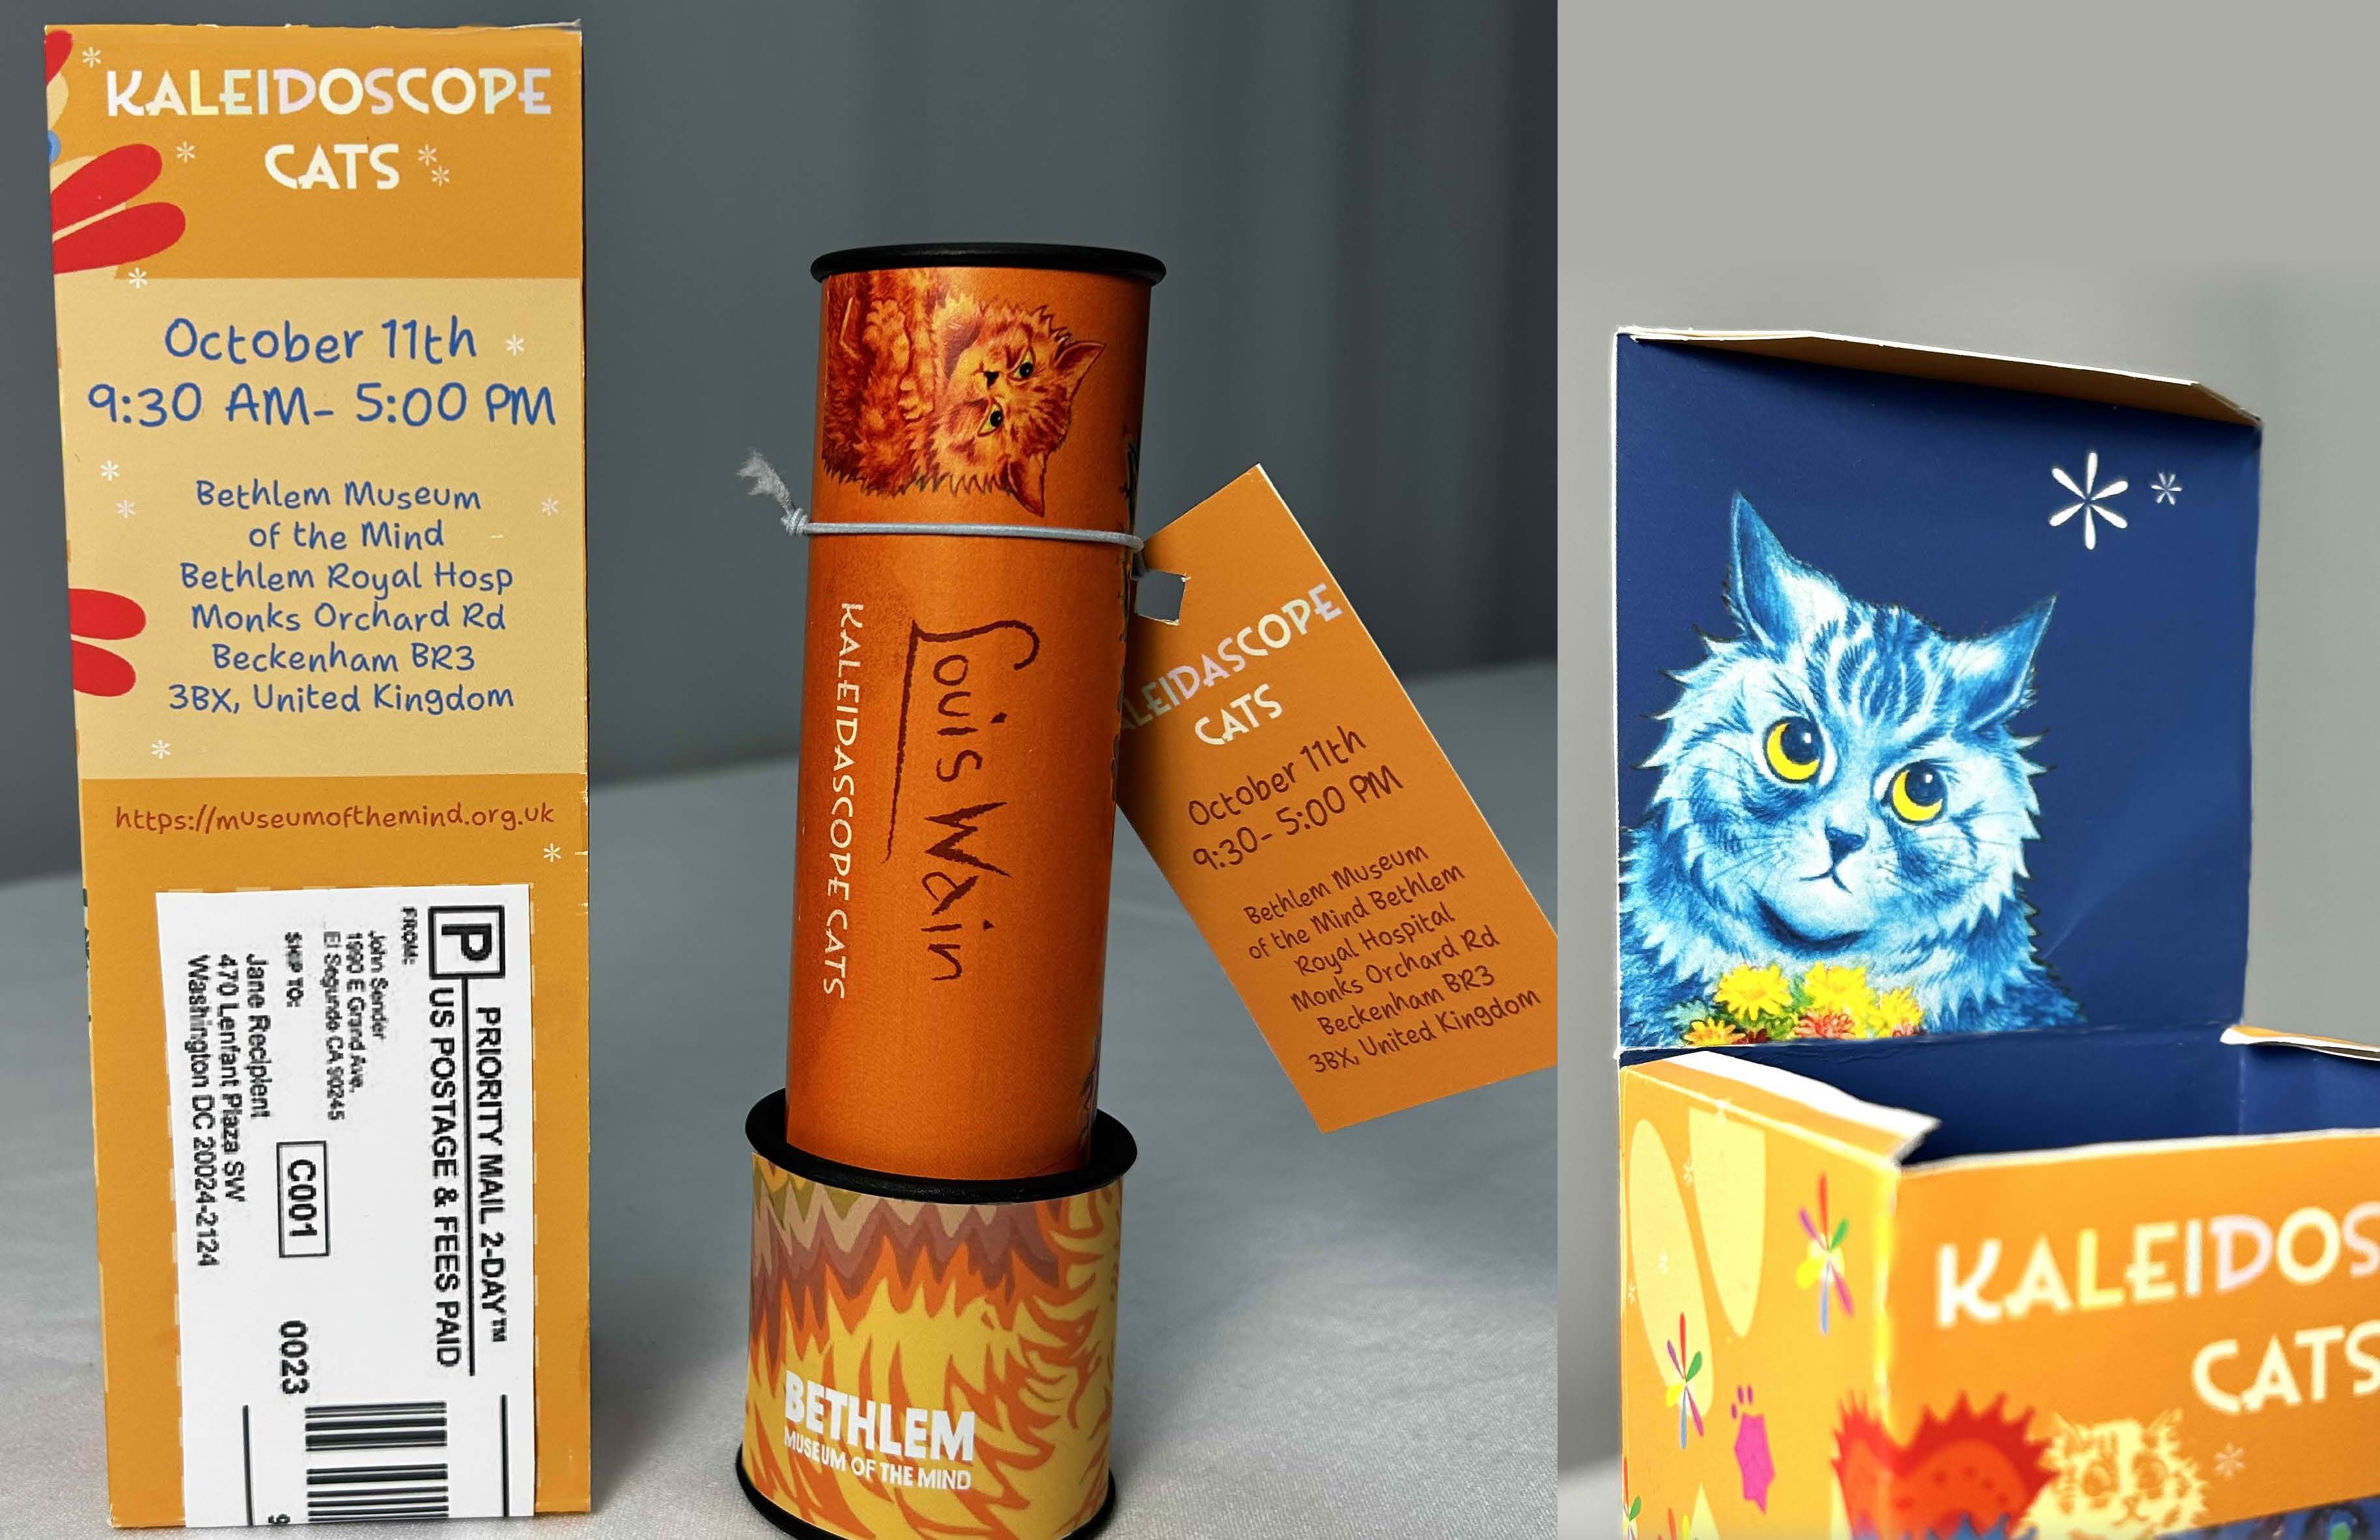 KALEIDOSCOPE
CATS
October 11th
9:30 AM- 5:00 PM
Bethlem Museum
of the Mind
Bethlem Royal Hosp
Monks Orchard Rd
Beckenham BR3
3BX, United Kingdom
https://museumofthemind.org.uk
P
PRIORITY MAIL 2-DAY™
US POSTAGE & FEES PAID
FROM:
John Sender
1990 E Grand Ave.
El Segundo CA 90245
SHIP TO:
C001
0023
Jane Recipient
470 Lenfant Plaza SW
Washington DC 20024-2124
9
Louis Wain
KALEIDASCOPE CATS
BETHLEM
MUSEUM OF THE MIND
ALEIDASCOPE
CATS
October 11th
9:30- 5:00 PM
Bethlem Museum
of the Mind Bethlem
Royal Hospital
Monks Orchard Rd
Beckenham BR3
3BX, United Kingdom
KALEIDOS
CATS